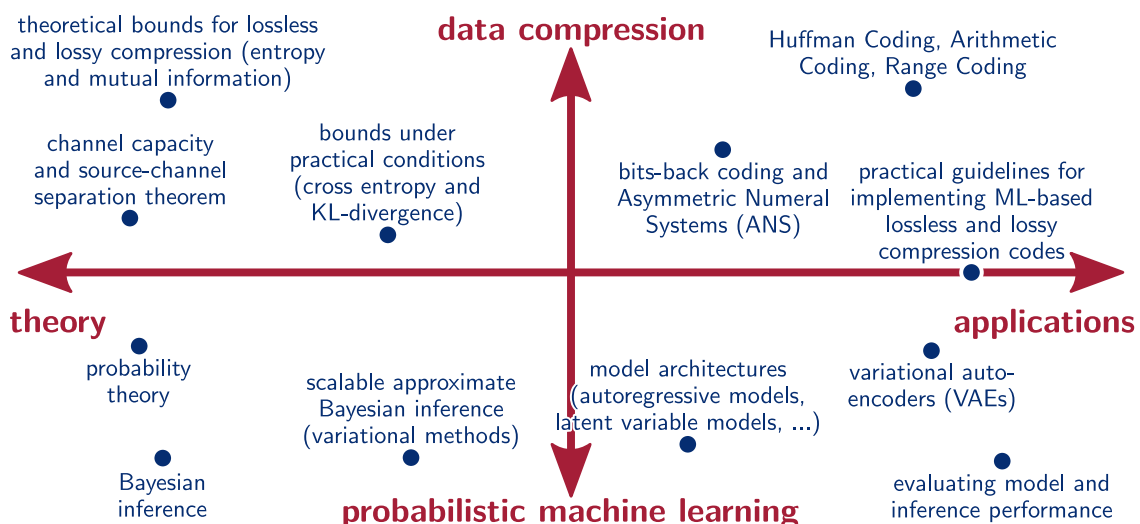 theoretical bounds for lossless
and lossy compression (entropy
and mutual information)
data compression
Huffman Coding, Arithmetic
Coding, Range Coding
channel capacity
and source-channel
separation theorem
bounds under
practical conditions
(cross entropy and
KL-divergence)
bits-back coding and
Asymmetric Numeral
Systems (ANS)
practical guidelines for
implementing ML-based
lossless and lossy
compression codes
theory
applications
probability
theory
scalable approximate
Bayesian inference
(variational methods)
model architectures
(autoregressive models,
latent variable models, ...)
variational auto-
encoders (VAEs)
Bayesian
inference
probabilistic machine learning
evaluating model and
inference performance